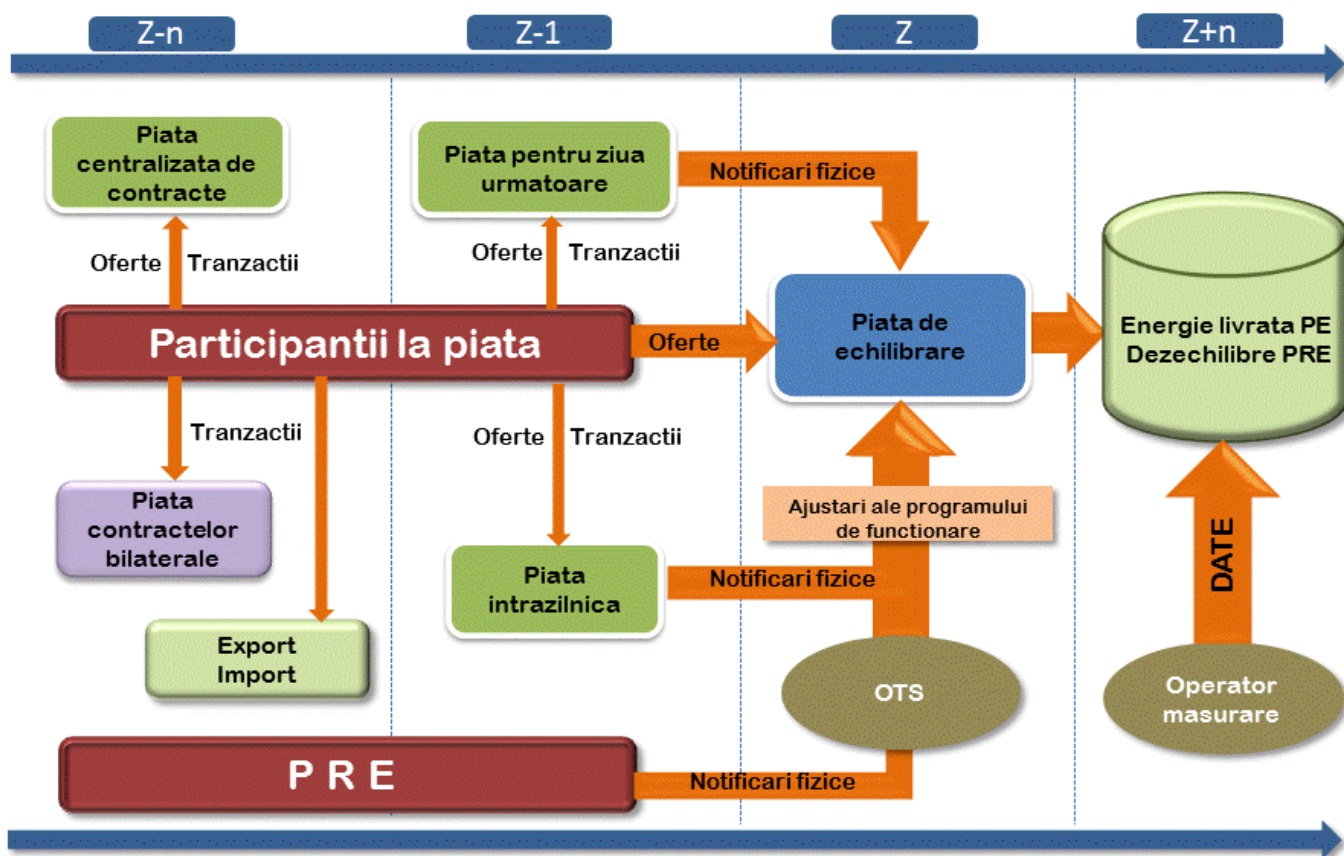 Z-n
Z-1
Z
Z+n
Piata
centralizata de
contracte
Piata pentru ziua
urmatoare
Notificari fizice
Oferte
Tranzactii
Oferte
Tranzactii
Participantii la piata
Oferte
Piata de
echilibrare
Energie livrata PE
Dezechilibre PRE
Tranzactii
Oferte
Tranzactii
Piata
contractelor
bilaterale
Ajustari ale programului
de functionare
DATE
Piata
intrazilnica
Notificari fizice
Export
Import
OTS
Operator
masurare
P R E
Notificari fizice